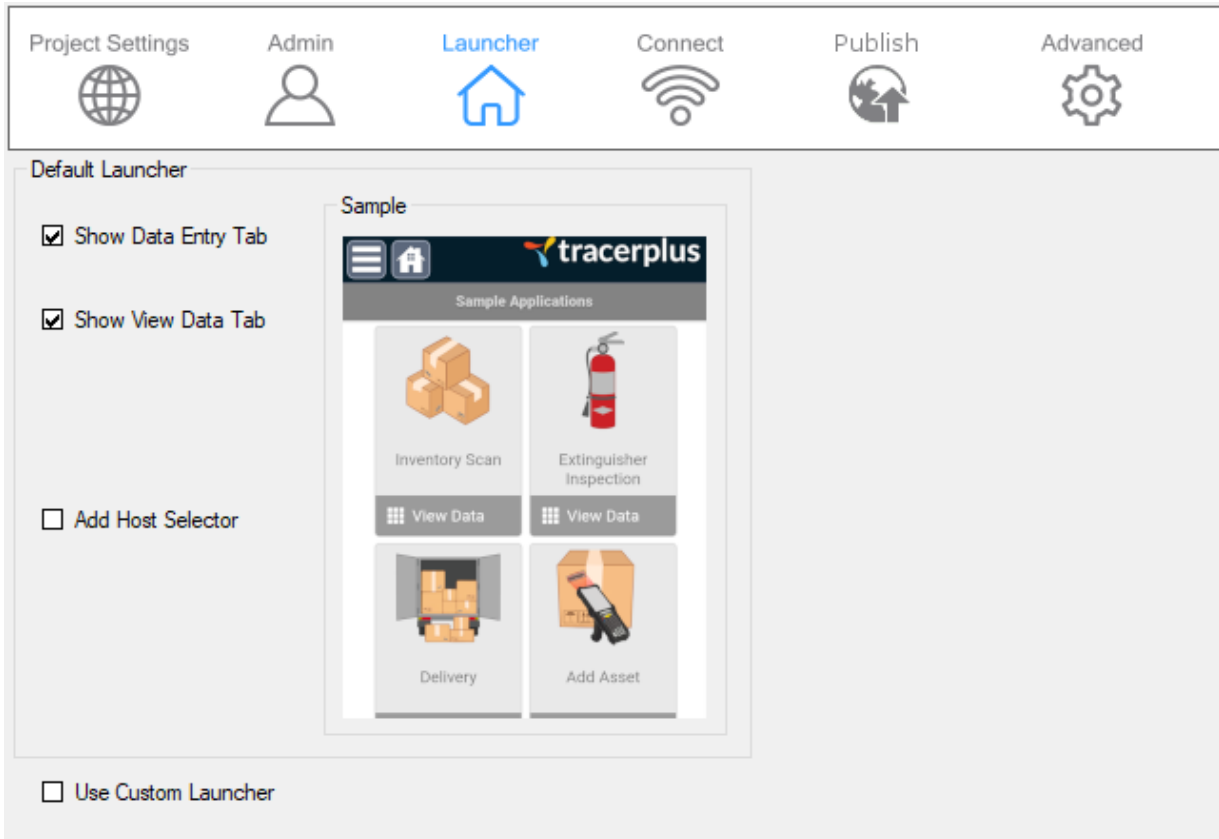 Project Settings
Admin
Launcher
Connect
Publish
Advanced
Default Launcher
Show Data Entry Tab
Show View Data Tab
Add Host Selector
Sample
tracerplus
Sample Applications
Inventory Scan
Extinguisher
Inspection
View Data
View Data
Delivery
Add Asset
Use Custom Launcher